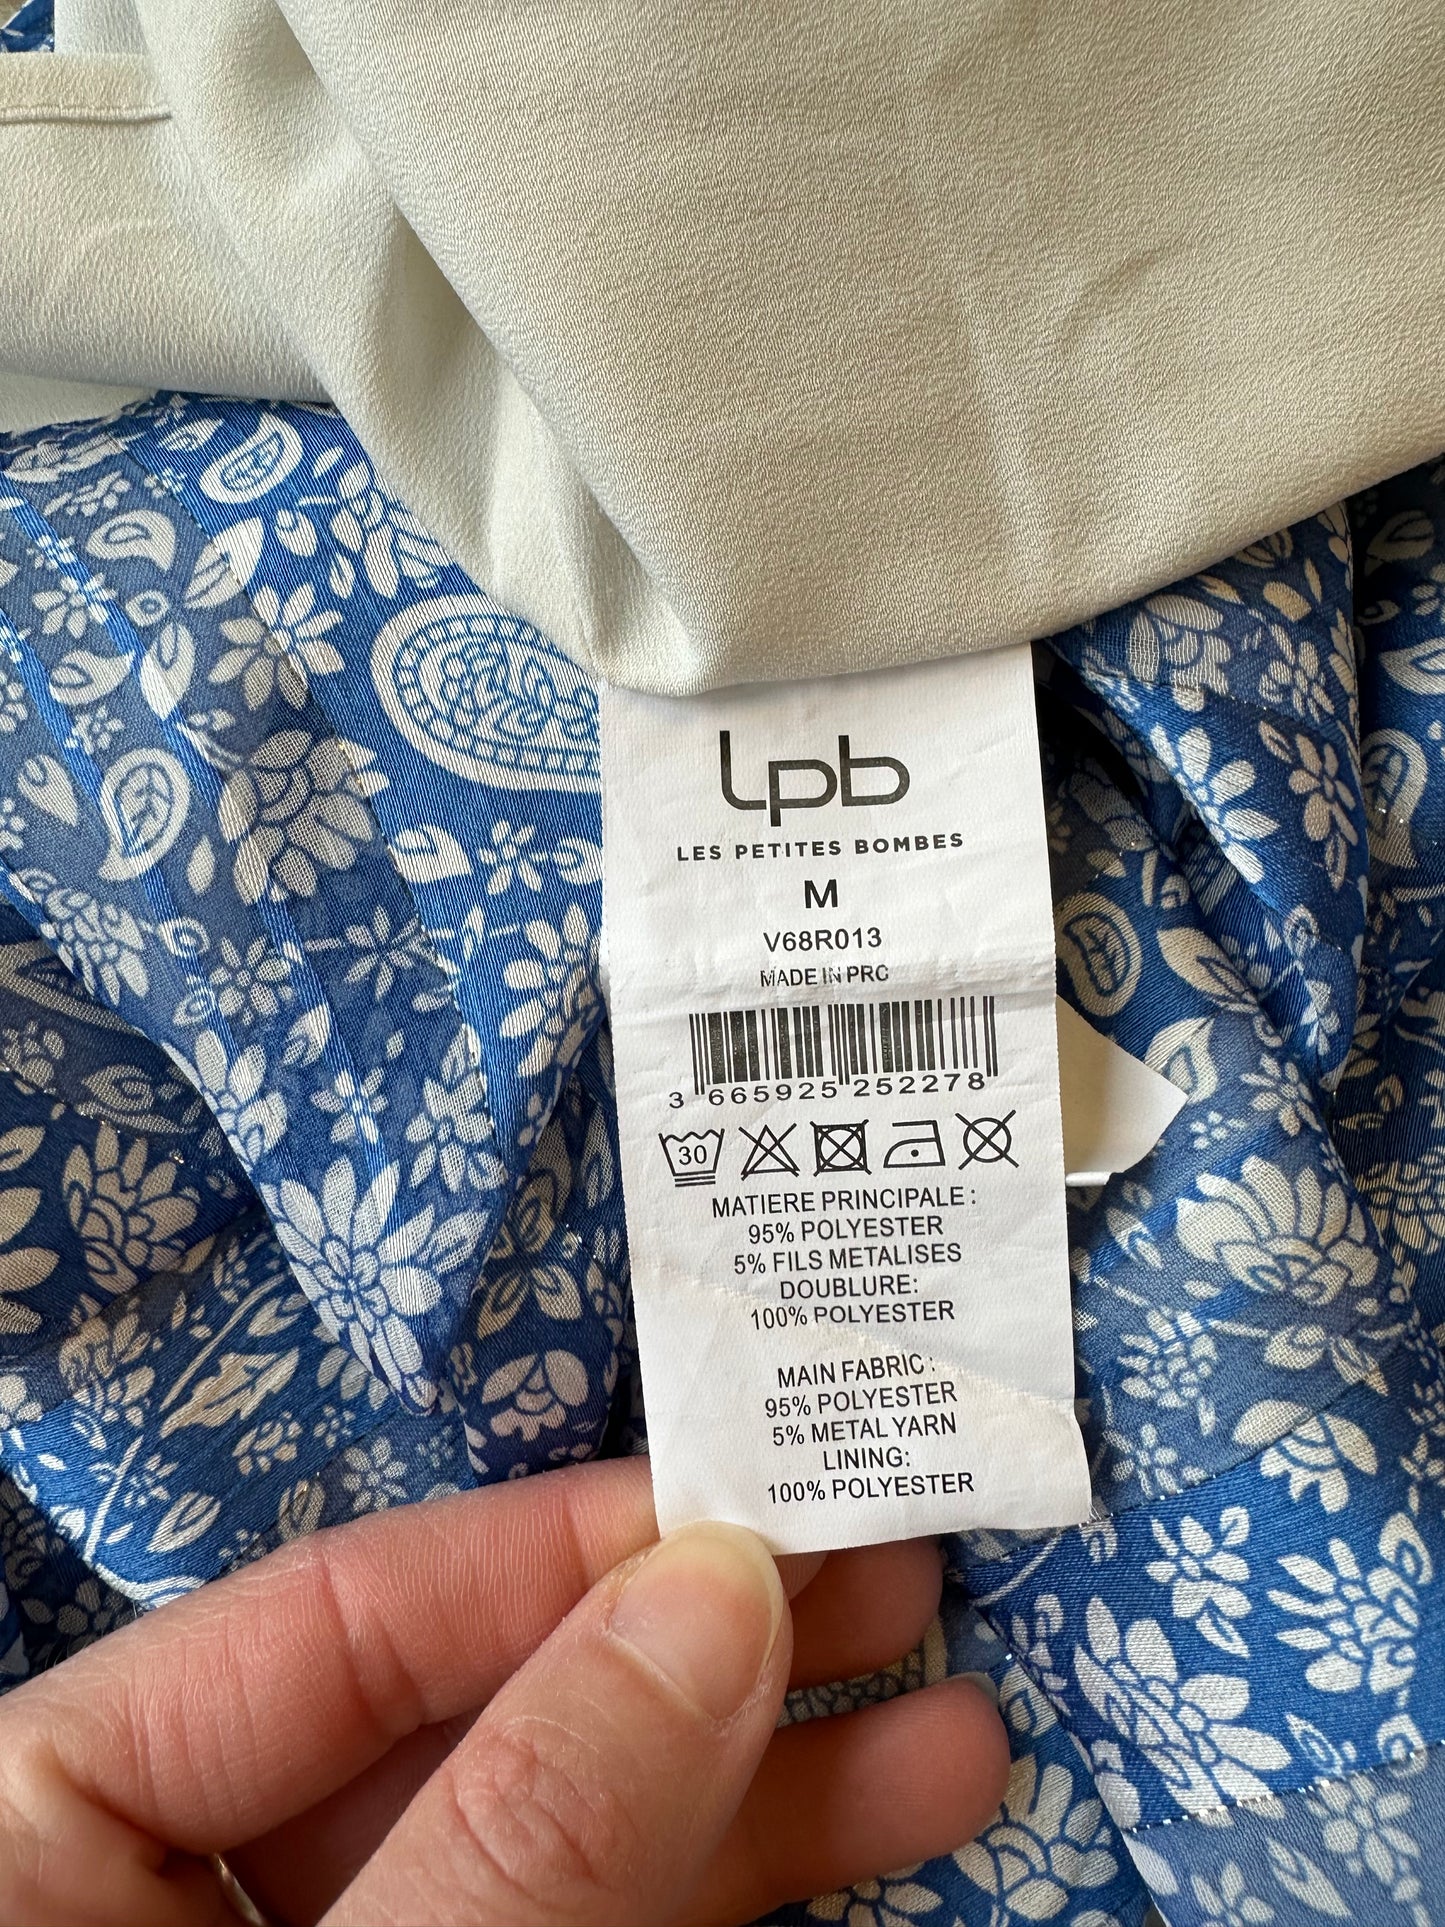 lpb
LES PETITES BOMBES
M
V68R013
MADE IN PRC
3 665925 252278
30
MATIERE PRINCIPALE :
95% POLYESTER
5% FILS METALISES
DOUBLURE:
100% POLYESTER
MAIN FABRIC :
95% POLYESTER
5% METAL YARN
LINING:
100% POLYESTER